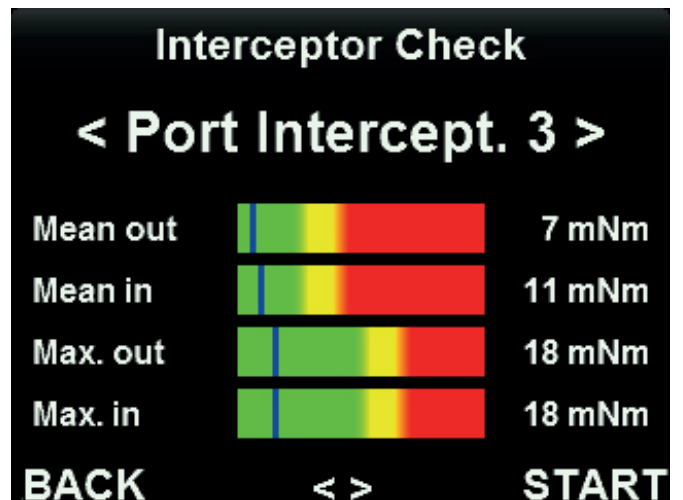 Interceptor Check
< Port Intercept. 3 >
Mean out 7 mNm
Mean in 11 mNm
Max. out 18 mNm
Max. in 18 mNm
BACK < > START